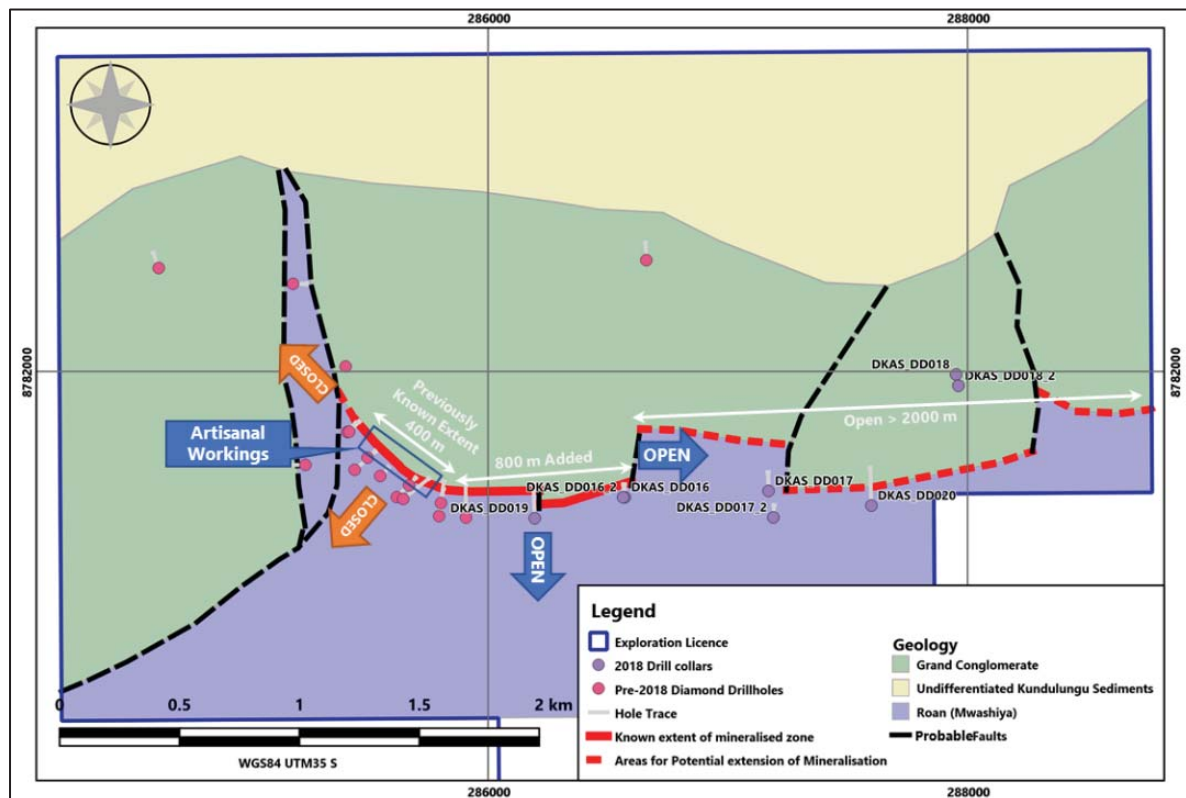 286000
288000
8782000
8782000
CLOSED
Previously
Known Extent
400 m
Artisanal
Workings
CLOSED
800 m Added
OPEN
Open > 2000 m
DKAS_DD018
DKAS_DD018_2
DKAS_DD016_2
DKAS_DD016
DKAS_DD017
DKAS_DD019
DKAS_DD017_2
DKAS_DD020
OPEN
Legend
Exploration Licence
2018 Drill collars
Pre-2018 Diamond Drillholes
Hole Trace
Known extent of mineralised zone
Areas for Potential extension of Mineralisation
Geology
Grand Conglomerate
Undifferentiated Kundulungu Sediments
Roan (Mwashiya)
ProbableFaults
0 0.5 1 1.5 2 km
WGS84 UTM35 S
286000
288000